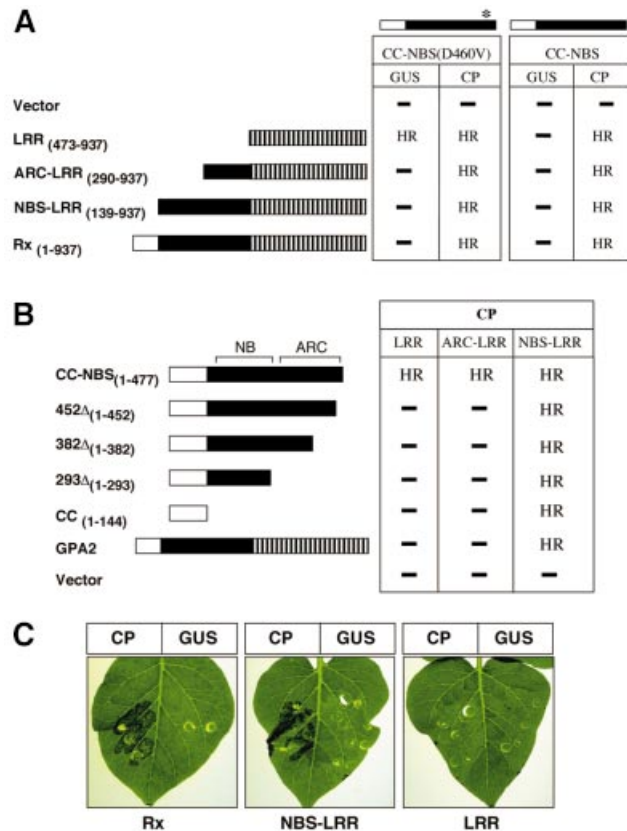 A
*
CC-NBS(D460V) CC-NBS
GUS CP GUS CP
Vector – – – –
LRR (473-937) HR HR – HR
ARC-LRR (290-937) – HR – HR
NBS-LRR (139-937) – HR – HR
Rx (1-937) – HR – HR
B
CP
NB ARC LRR ARC-LRR NBS-LRR
CC-NBS (1-477) HR HR HR
452Δ (1-452) – – HR
382Δ (1-382) – – HR
293Δ (1-293) – – HR
CC (1-144) – – HR
GPA2 – – HR
Vector – – –
C
CP GUS CP GUS CP GUS
Rx NBS-LRR LRR